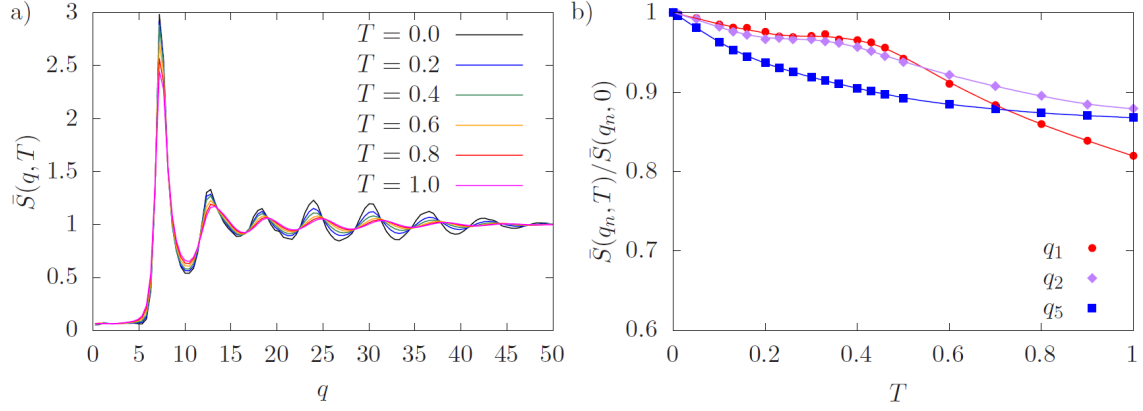 a)
S̄(q, T)
3
2.5
2
1.5
1
0.5
0
0 5 10 15 20 25 30 35 40 45 50
q
T = 0.0
T = 0.2
T = 0.4
T = 0.6
T = 0.8
T = 1.0
b)
S̄(qₙ, T)/S̄(qₙ, 0)
1
0.9
0.8
0.7
0.6
0 0.2 0.4 0.6 0.8 1
T
q₁
q₂
q₅